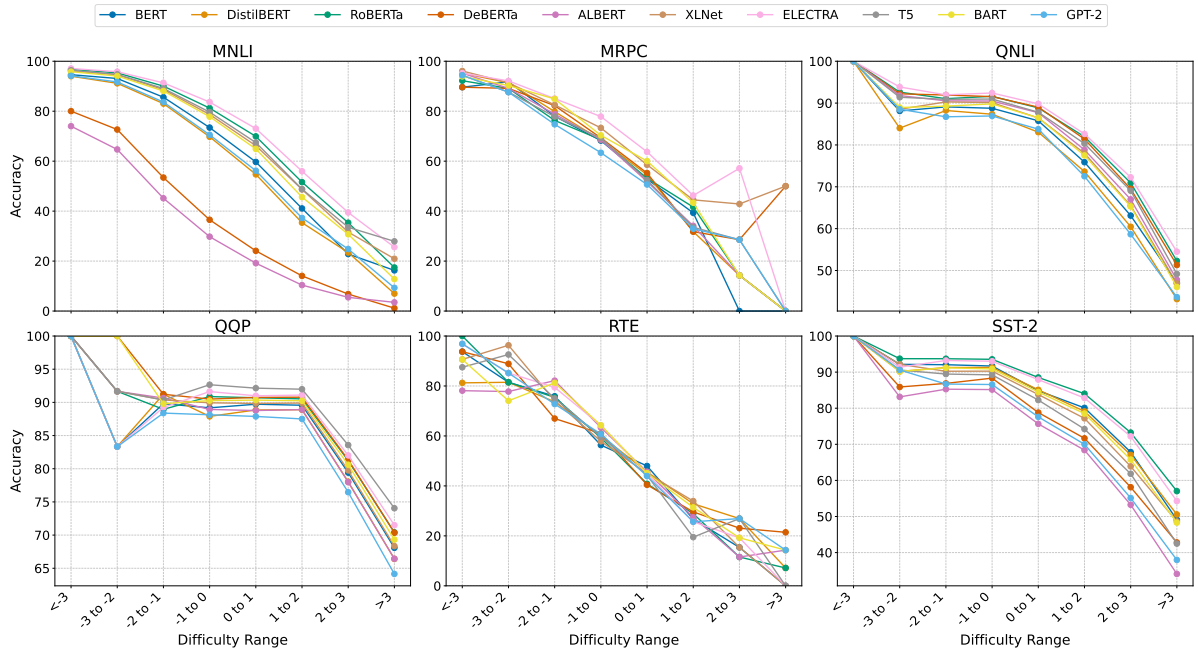 BERT DistilBERT RoBERTa DeBERTa ALBERT XLNet ELECTRA T5 BART GPT-2
MNLI MRPC QNLI
100 80 60 40 20 0
Accuracy
100 80 60 40 20 0
100 90 80 70 60 50
QQP RTE SST-2
100 95 90 85 80 75 70 65
Accuracy
100 80 60 40 20 0
100 90 80 70 60 50 40
<-3 -3 to -2 -2 to -1 -1 to 0 0 to 1 1 to 2 2 to 3 >3
<-3 -3 to -2 -2 to -1 -1 to 0 0 to 1 1 to 2 2 to 3 >3
<-3 -3 to -2 -2 to -1 -1 to 0 0 to 1 1 to 2 2 to 3 >3
Difficulty Range Difficulty Range Difficulty Range